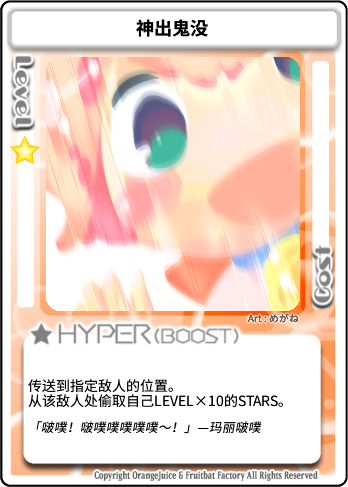 神出鬼没
Level
Cost
Art : めがね
HYPER (BOOST)
传送到指定敌人的位置。
从该敌人处偷取自己LEVEL×10的STARS。
「啵噗！啵噗噗噗噗噗～！」—玛丽啵噗
Copyright OrangeJuice & Fruitbat Factory All Rights Reserved